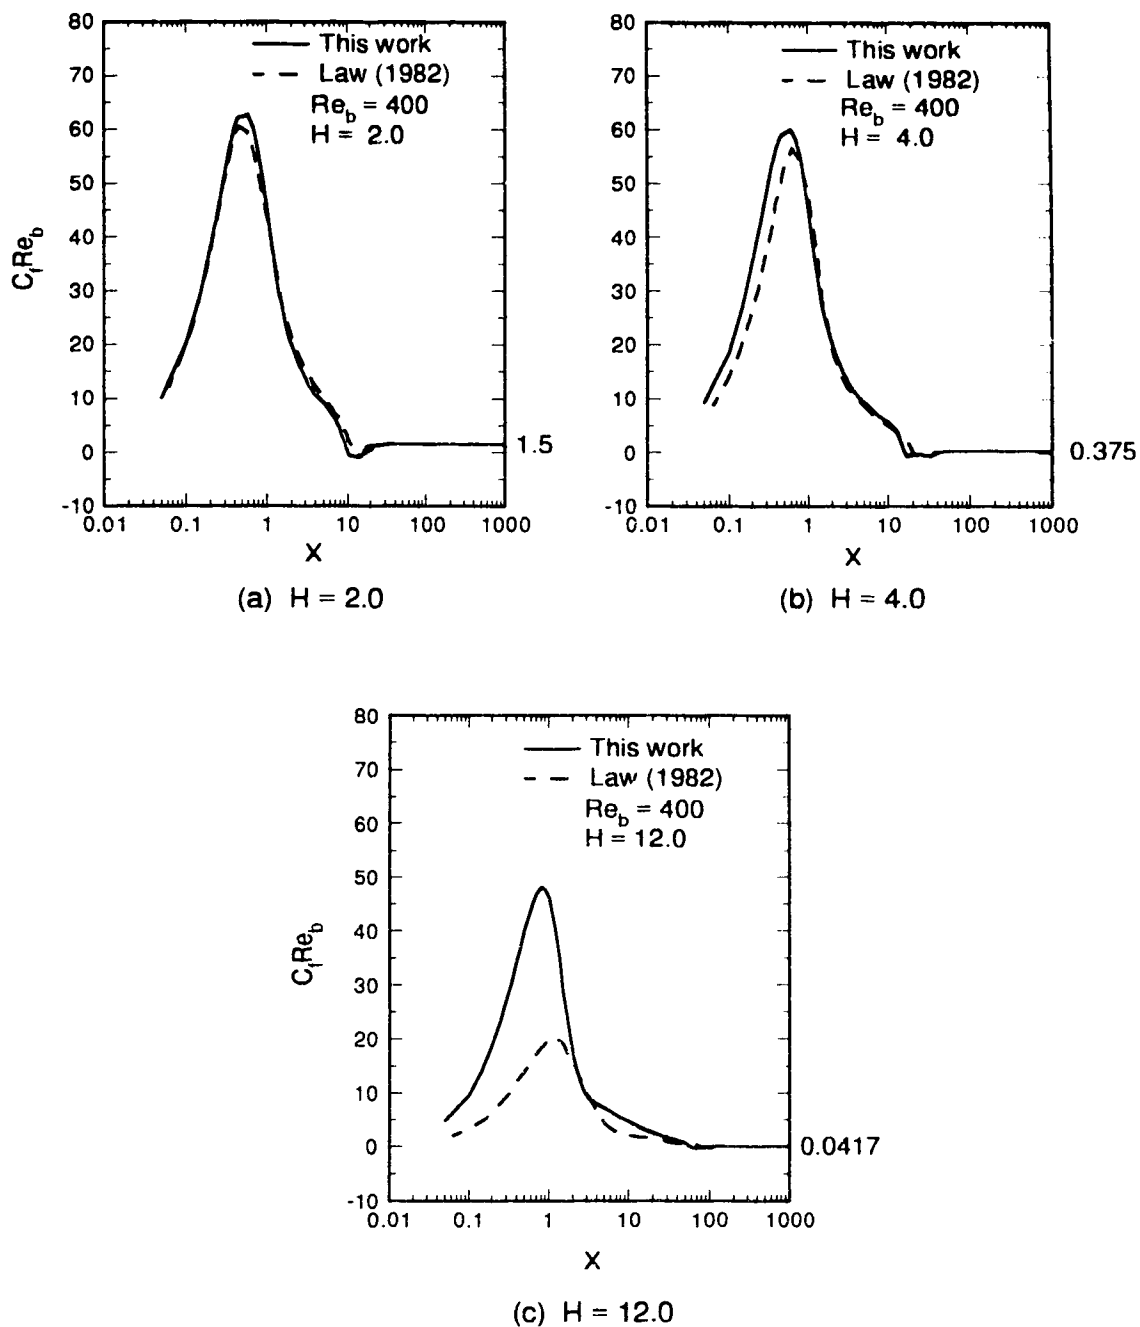 80
70
60
50
40
30
20
10
0
-10
This work
Law (1982)
Re_b = 400
H = 2.0
C_fRe_b
1.5
0.01 0.1 1 10 100 1000
X
(a) H = 2.0
80
70
60
50
40
30
20
10
0
-10
This work
Law (1982)
Re_b = 400
H = 4.0
0.375
0.01 0.1 1 10 100 1000
X
(b) H = 4.0
80
70
60
50
40
30
20
10
0
-10
This work
Law (1982)
Re_b = 400
H = 12.0
C_fRe_b
0.0417
0.01 0.1 1 10 100 1000
X
(c) H = 12.0